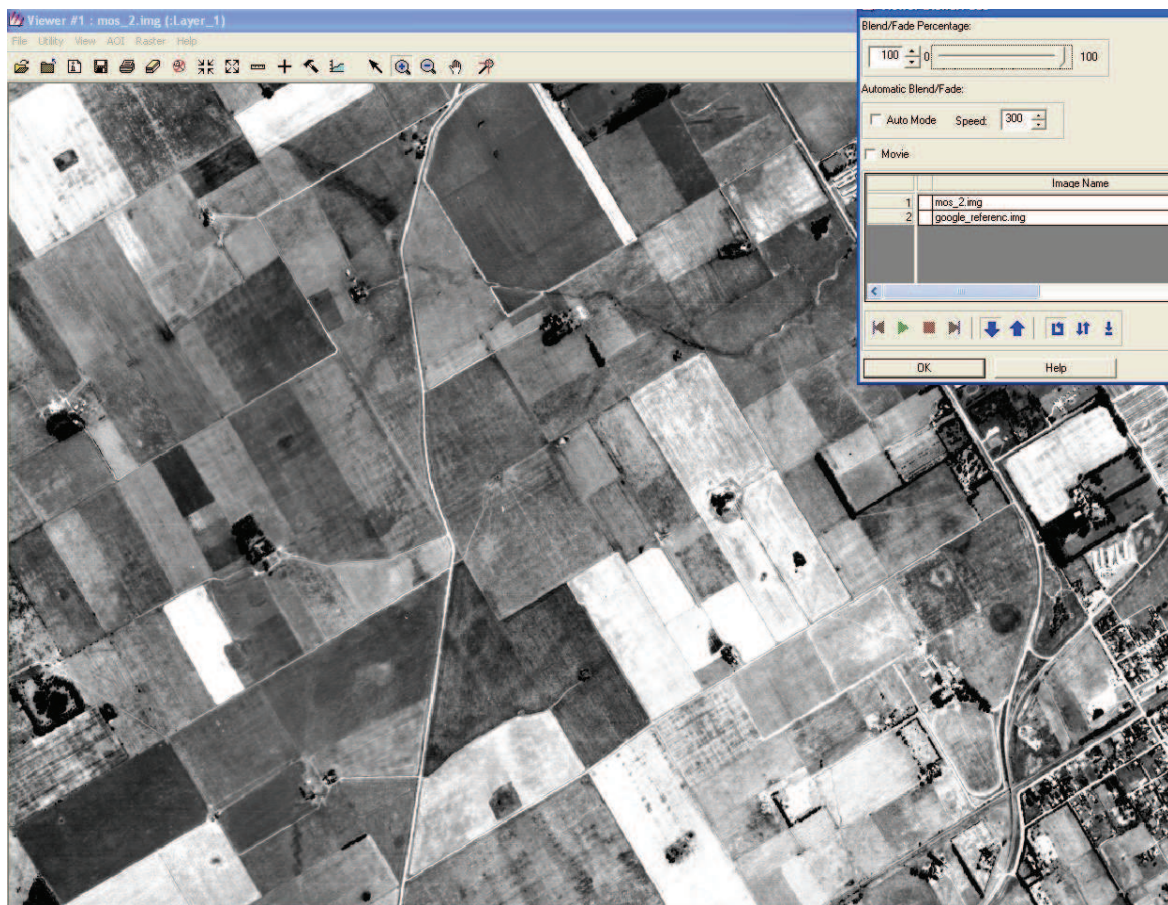 Viewer #1 : mos_2.img (:Layer_1)
File Utility View AOI Raster Help
Blend/Fade Percentage:
100 0 100
Automatic Blend/Fade:
Auto Mode Speed: 300
Movie
Image Name
1 mos_2.img
2 google_referenc.img
OK Help